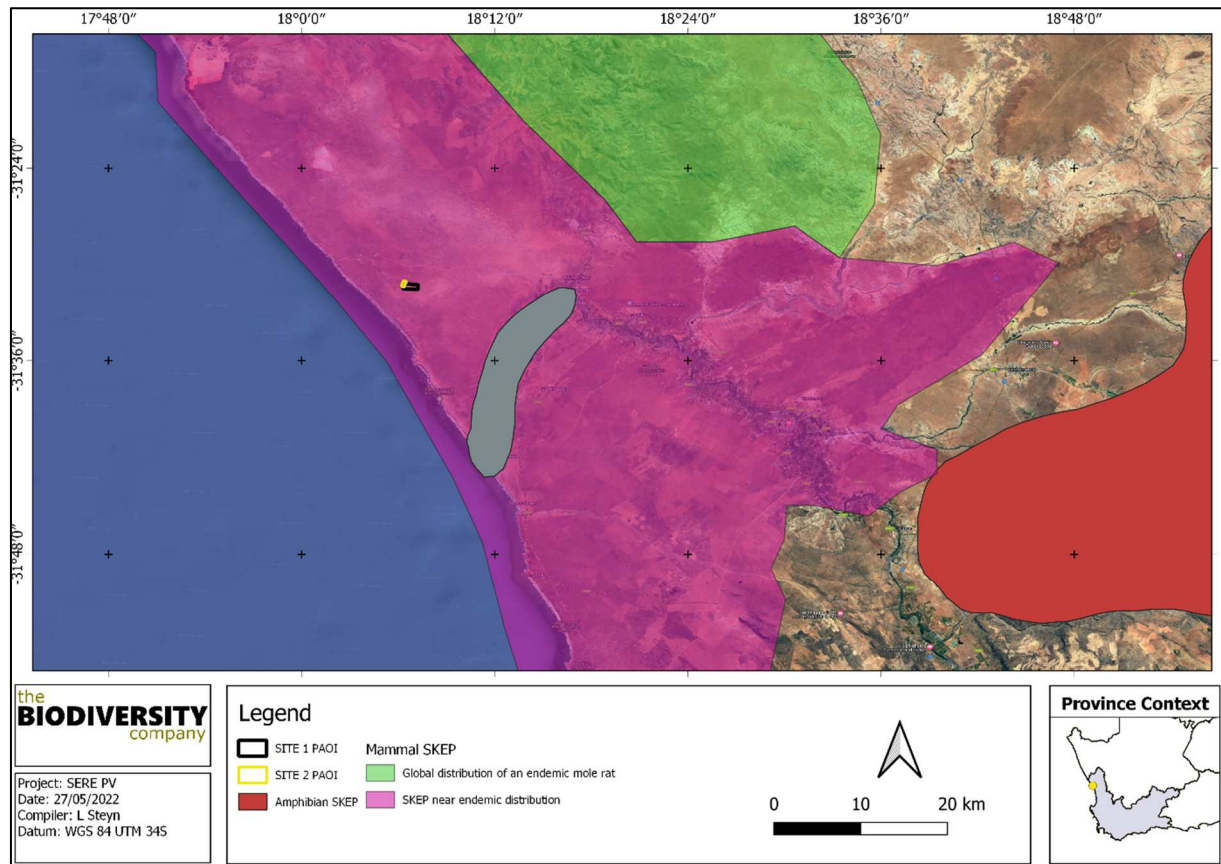 17°48′0″ 18°0′0″ 18°12′0″ 18°24′0″ 18°36′0″ 18°48′0″
-31°24′0″
-31°36′0″
-31°48′0″
the
BIODIVERSITY
company
Project: SERE PV
Date: 27/05/2022
Compiler: L Steyn
Datum: WGS 84 UTM 34S
Legend
SITE 1 PAOI
SITE 2 PAOI
Amphibian SKEP
Mammal SKEP
Global distribution of an endemic mole rat
SKEP near endemic distribution
0 10 20 km
Province Context